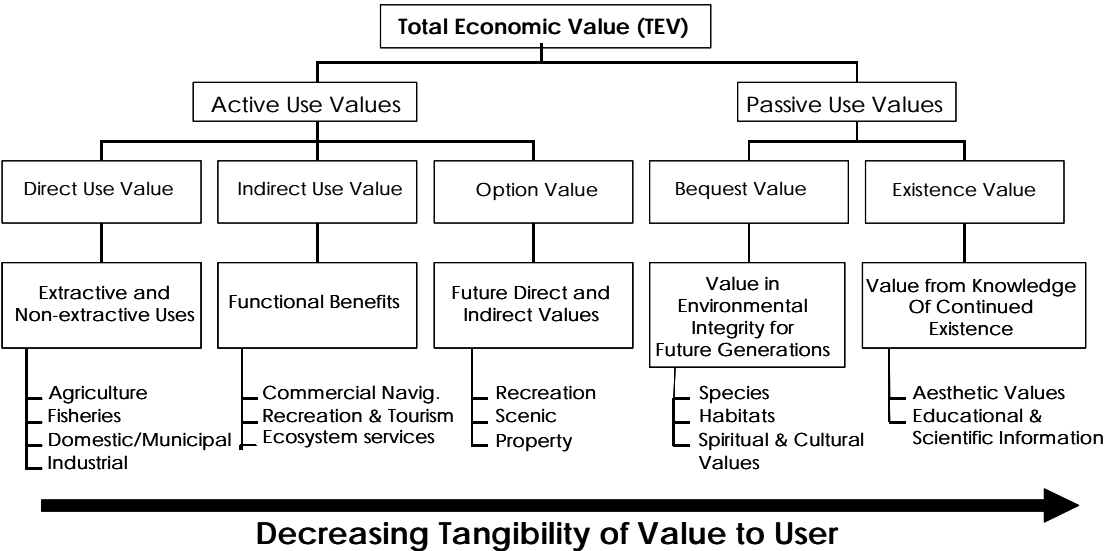 Total Economic Value (TEV)
Active Use Values
Passive Use Values
Direct Use Value
Indirect Use Value
Option Value
Bequest Value
Existence Value
Extractive and
Non-extractive Uses
Functional Benefits
Future Direct and
Indirect Values
Value in
Environmental
Integrity for
Future Generations
Value from Knowledge
Of Continued
Existence
Agriculture
Fisheries
Domestic/Municipal
Industrial
Commercial Navig.
Recreation & Tourism
Ecosystem services
Recreation
Scenic
Property
Species
Habitats
Spiritual & Cultural
Values
Aesthetic Values
Educational &
Scientific Information
Decreasing Tangibility of Value to User